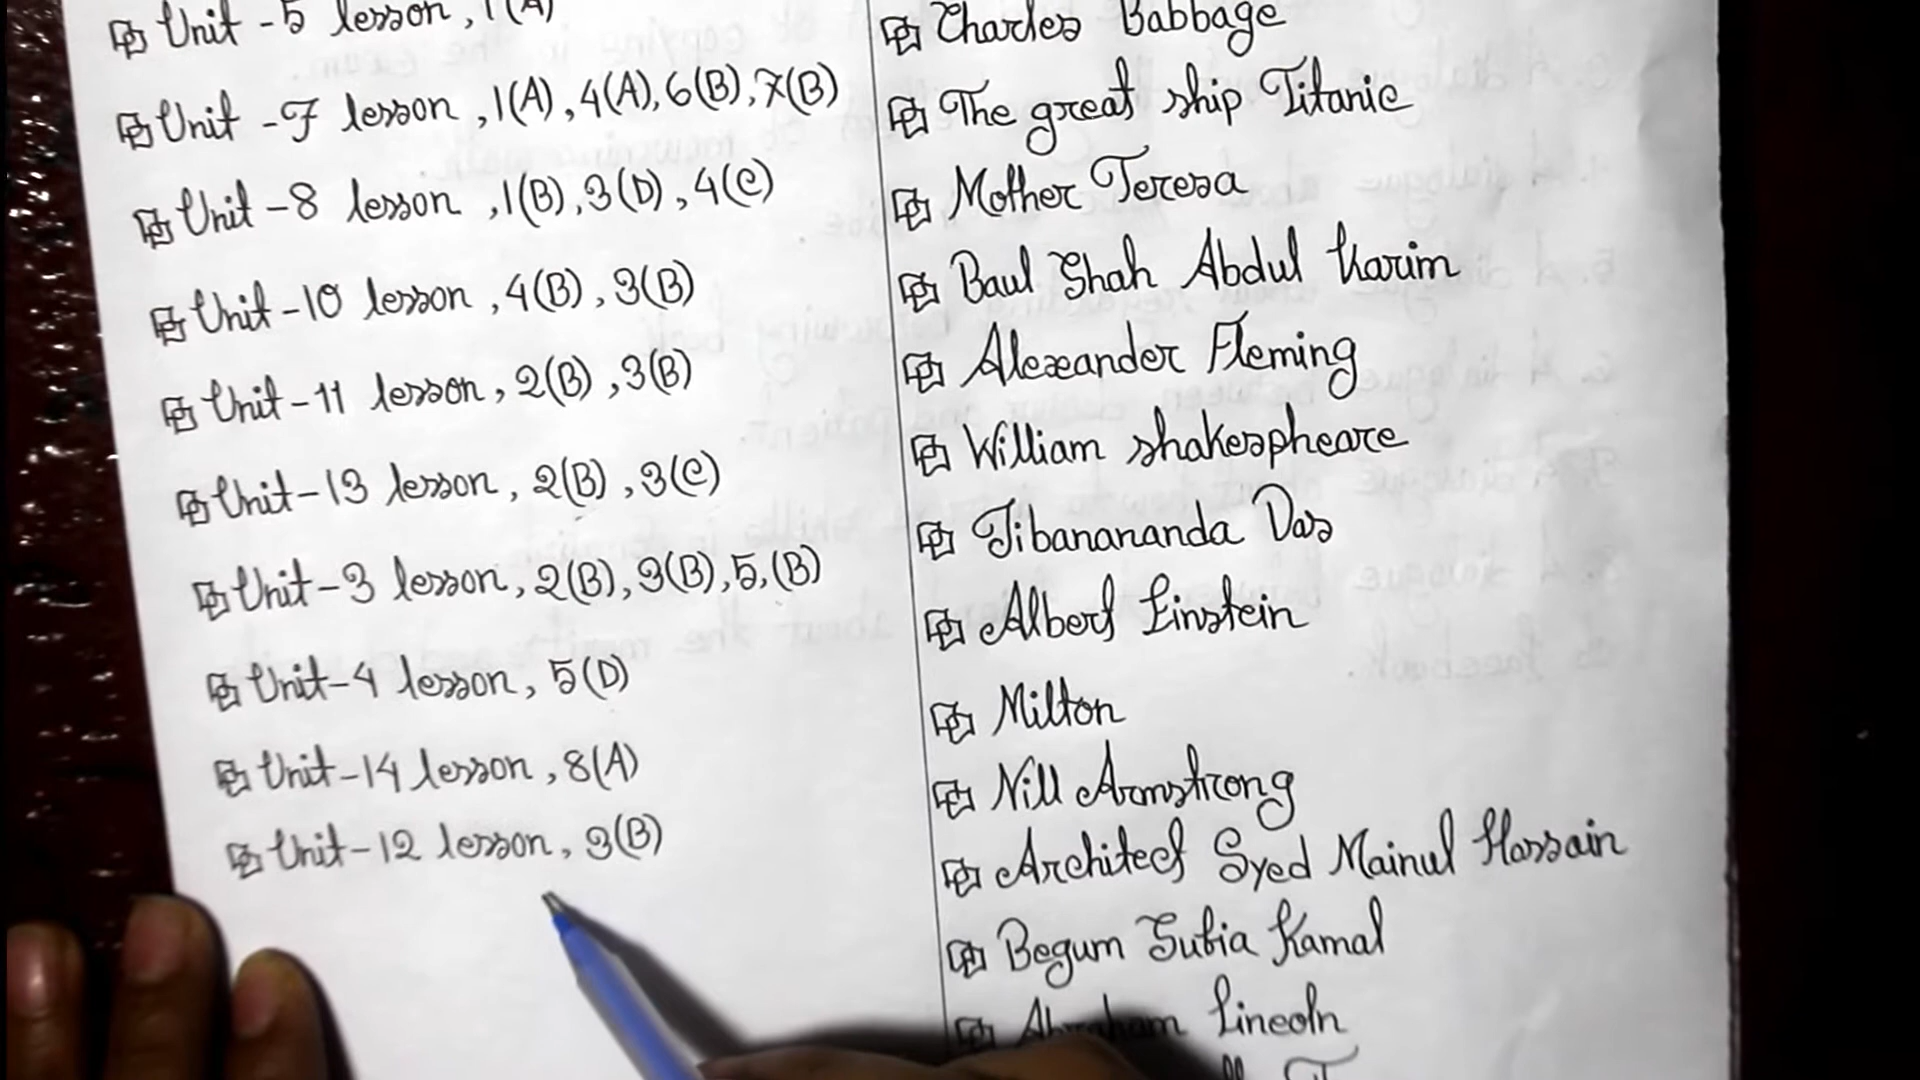 Unit - 5 lesson, 1(A)
Unit - 7 lesson, 1(A), 4(A), 6(B), 7(B)
Unit - 8 lesson, 1(B), 3(D), 4(C)
Unit - 10 lesson, 4(B), 3(B)
Unit - 11 lesson, 2(B), 3(B)
Unit - 13 lesson, 2(B), 3(C)
Unit - 3 lesson, 2(B), 3(B), 5,(B)
Unit - 4 lesson, 5(D)
Unit - 14 lesson, 8(A)
Unit - 12 lesson, 3(B)
Charles Babbage
The great ship Titanic
Mother Teresa
Baul Shah Abdul Karim
Alexander Fleming
William shakespheare
Jibanananda Das
Albert Einstein
Milton
Nill Armstrong
Architect Syed Mainul Hossain
Begum Sufia Kamal
Abraham Lincoln